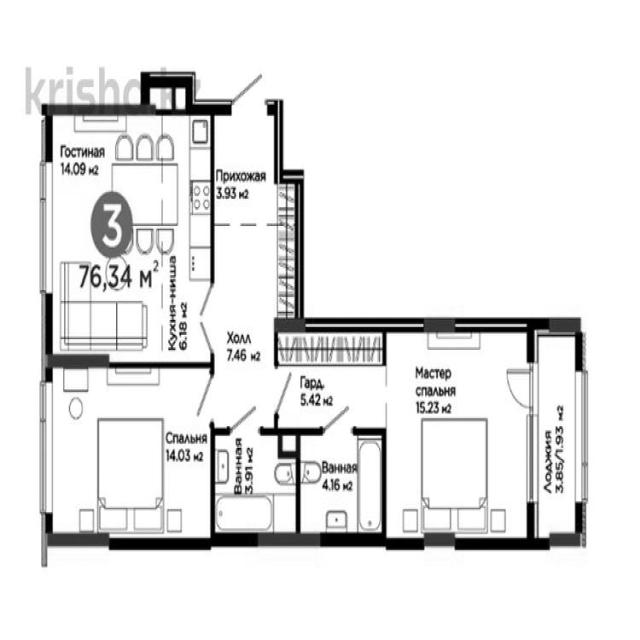 krisha.kz
Гостиная
14.09 м2
Прихожая
3.93 м2
3
76,34 м2
Кухня-ниша
6.18 м2
Холл
7.46 м2
Гард.
5.42 м2
Мастер
спальня
15.23 м2
Лоджия
3.85/1.93 м2
Спальня
14.03 м2
Ванная
3.91 м2
Ванная
4.16 м2